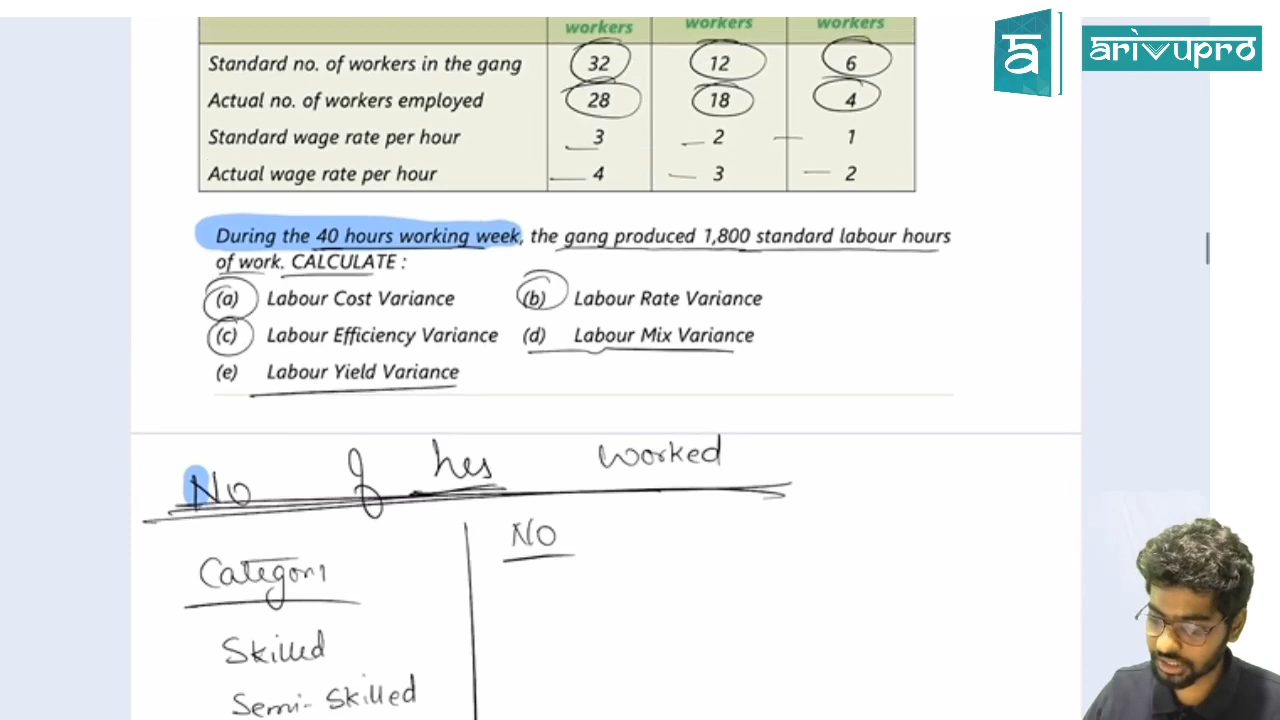 workers workers workers
Standard no. of workers in the gang 32 12 6
Actual no. of workers employed 28 18 4
Standard wage rate per hour 3 2 1
Actual wage rate per hour 4 3 2
During the 40 hours working week, the gang produced 1,800 standard labour hours
of work. CALCULATE :
(a) Labour Cost Variance (b) Labour Rate Variance
(c) Labour Efficiency Variance (d) Labour Mix Variance
(e) Labour Yield Variance
No of hrs worked
NO
Category
Skilled
Semi-Skilled
ā arivupro